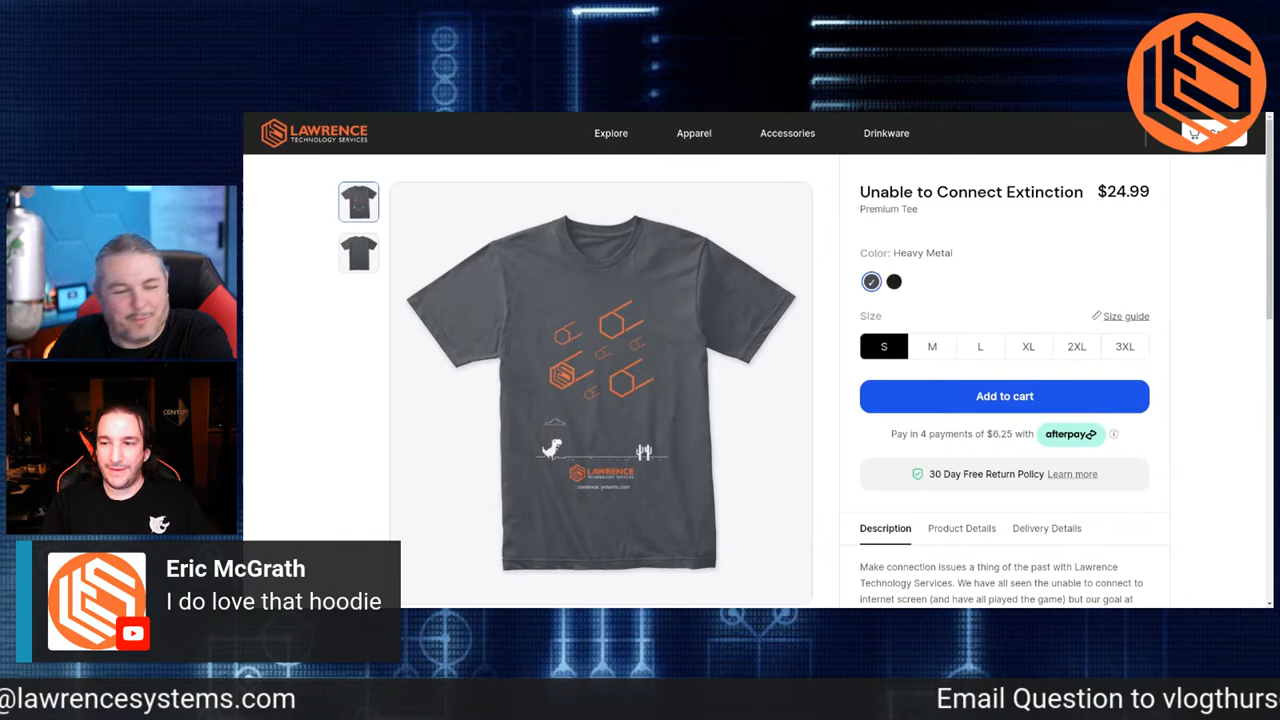 LAWRENCE
TECHNOLOGY SERVICES
Explore
Apparel
Accessories
Drinkware
Unable to Connect Extinction
$24.99
Premium Tee
Color: Heavy Metal
Size
Size guide
S
M
L
XL
2XL
3XL
Add to cart
Pay in 4 payments of $6.25 with afterpay
30 Day Free Return Policy Learn more
Description
Product Details
Delivery Details
Make connection issues a thing of the past with Lawrence
Technology Services. We have all seen the unable to connect to
internet screen (and have all played the game) but our goal at
LAWRENCE
TECHNOLOGY SERVICES
Eric McGrath
I do love that hoodie
@lawrencesystems.com
Email Question to vlogthurs